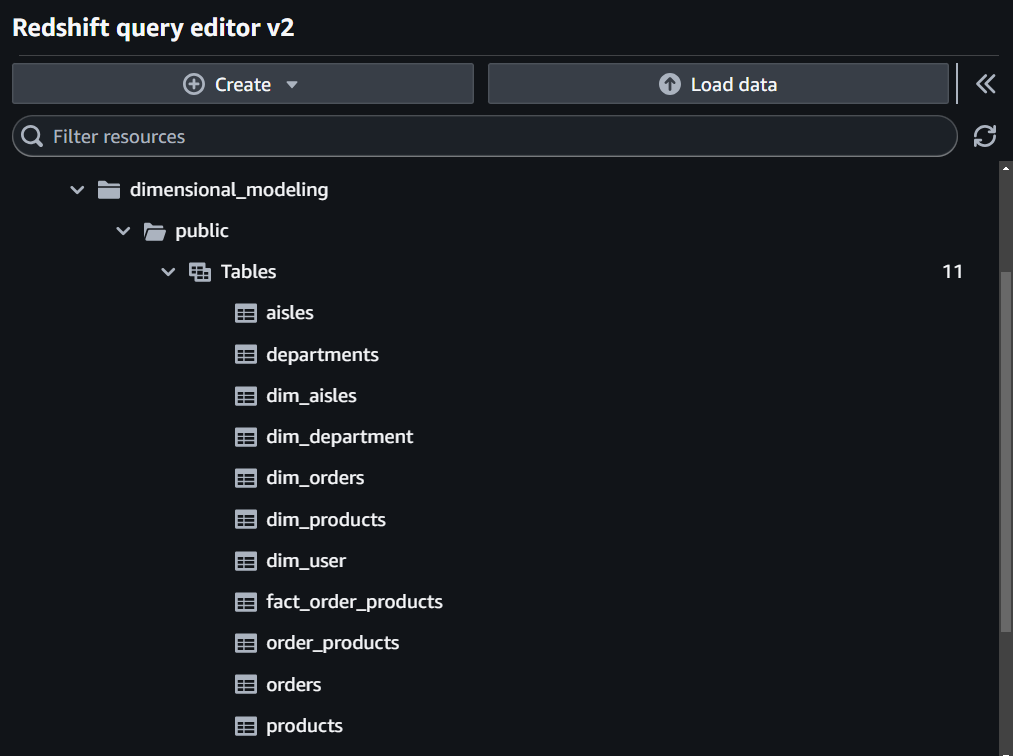 Redshift query editor v2
Create
Load data
Filter resources
dimensional_modeling
public
Tables 11
aisles
departments
dim_aisles
dim_department
dim_orders
dim_products
dim_user
fact_order_products
order_products
orders
products